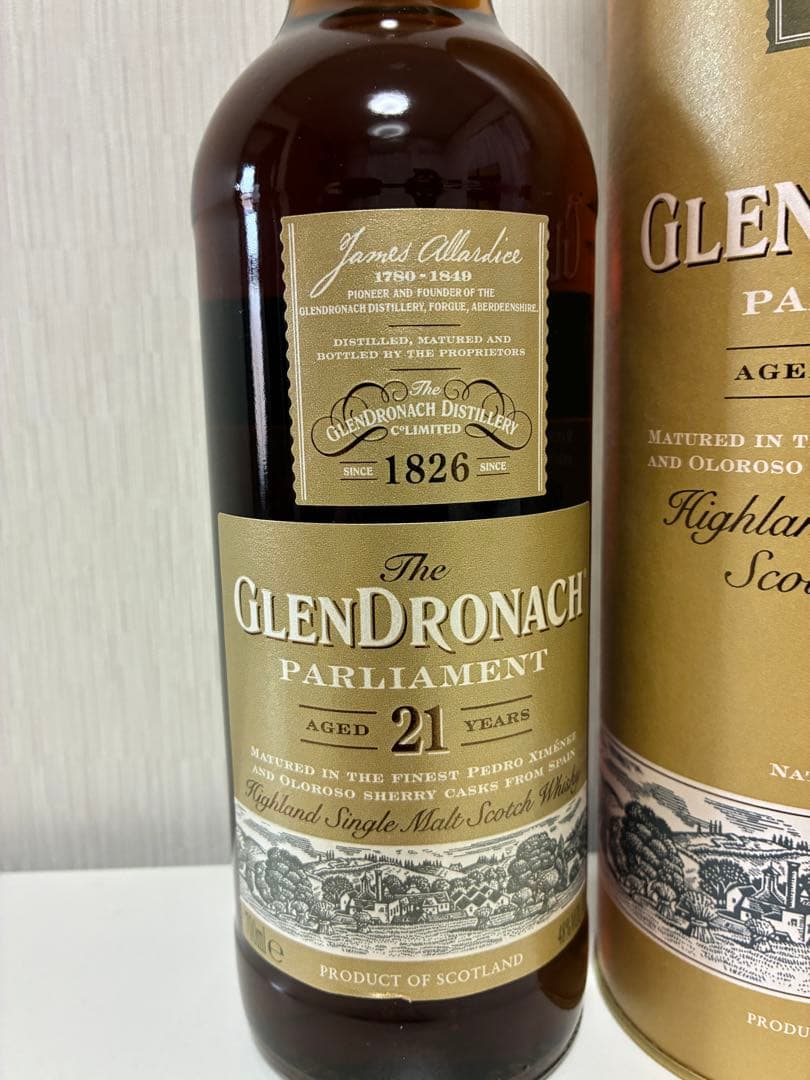 James Allardice
1780 - 1849
PIONEER AND FOUNDER OF THE
GLENDRONACH DISTILLERY, FORGUE, ABERDEENSHIRE.
DISTILLED, MATURED AND
BOTTLED BY THE PROPRIETORS
The
GLENDRONACH DISTILLERY
Cº LIMITED
SINCE 1826 SINCE
The
GLENDRONACH
PARLIAMENT
AGED 21 YEARS
MATURED IN THE FINEST PEDRO XIMÉNEZ
AND OLOROSO SHERRY CASKS FROM SPAIN
Highland Single Malt Scotch Whisky
700ml e
PRODUCT OF SCOTLAND
GLEN
PA
AGE
MATURED IN T
AND OLOROSO
Highlan
Sco
NAT
PRODU